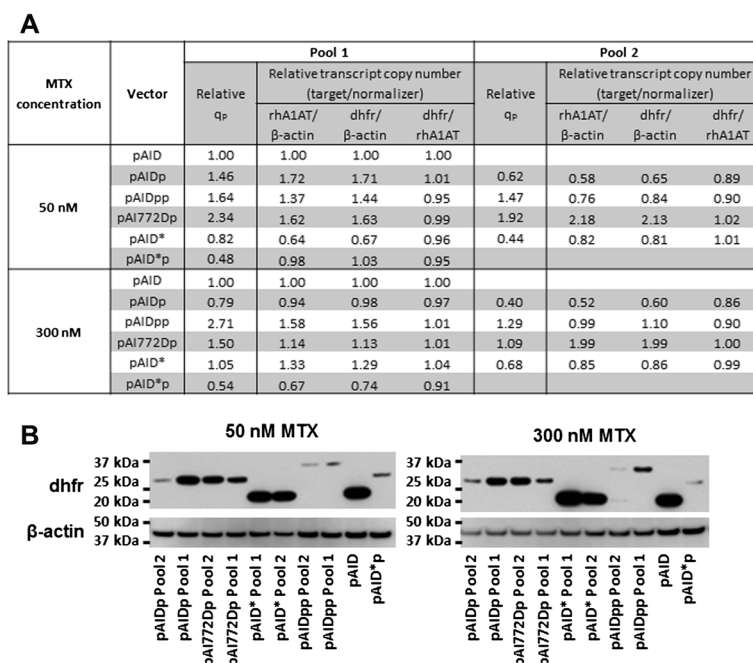 A
Pool 1 Pool 2
MTX concentration Vector Relative qP Relative transcript copy number (target/normalizer) Relative qP Relative transcript copy number (target/normalizer)
rhA1AT/β-actin dhfr/β-actin dhfr/rhA1AT rhA1AT/β-actin dhfr/β-actin dhfr/rhA1AT
50 nM
pAID 1.00 1.00 1.00 1.00
pAIDp 1.46 1.72 1.71 1.01 0.62 0.58 0.65 0.89
pAIDpp 1.64 1.37 1.44 0.95 1.47 0.76 0.84 0.90
pAI772Dp 2.34 1.62 1.63 0.99 1.92 2.18 2.13 1.02
pAID* 0.82 0.64 0.67 0.96 0.44 0.82 0.81 1.01
pAID*p 0.48 0.98 1.03 0.95
300 nM
pAID 1.00 1.00 1.00 1.00
pAIDp 0.79 0.94 0.98 0.97 0.40 0.52 0.60 0.86
pAIDpp 2.71 1.58 1.56 1.01 1.29 0.99 1.10 0.90
pAI772Dp 1.50 1.14 1.13 1.01 1.09 1.99 1.99 1.00
pAID* 1.05 1.33 1.29 1.04 0.68 0.85 0.86 0.99
pAID*p 0.54 0.67 0.74 0.91
B
50 nM MTX 300 nM MTX
dhfr
37 kDa 37 kDa
25 kDa 25 kDa
20 kDa 20 kDa
β-actin
50 kDa 50 kDa
37 kDa 37 kDa
pAIDp Pool 2
pAIDp Pool 1
pAI772Dp Pool 2
pAI772Dp Pool 1
pAID* Pool 1
pAID* Pool 2
pAIDpp Pool 2
pAIDpp Pool 1
pAID
pAID*p
pAIDp Pool 2
pAIDp Pool 1
pAI772Dp Pool 2
pAI772Dp Pool 1
pAID* Pool 1
pAID* Pool 2
pAIDpp Pool 2
pAIDpp Pool 1
pAID
pAID*p